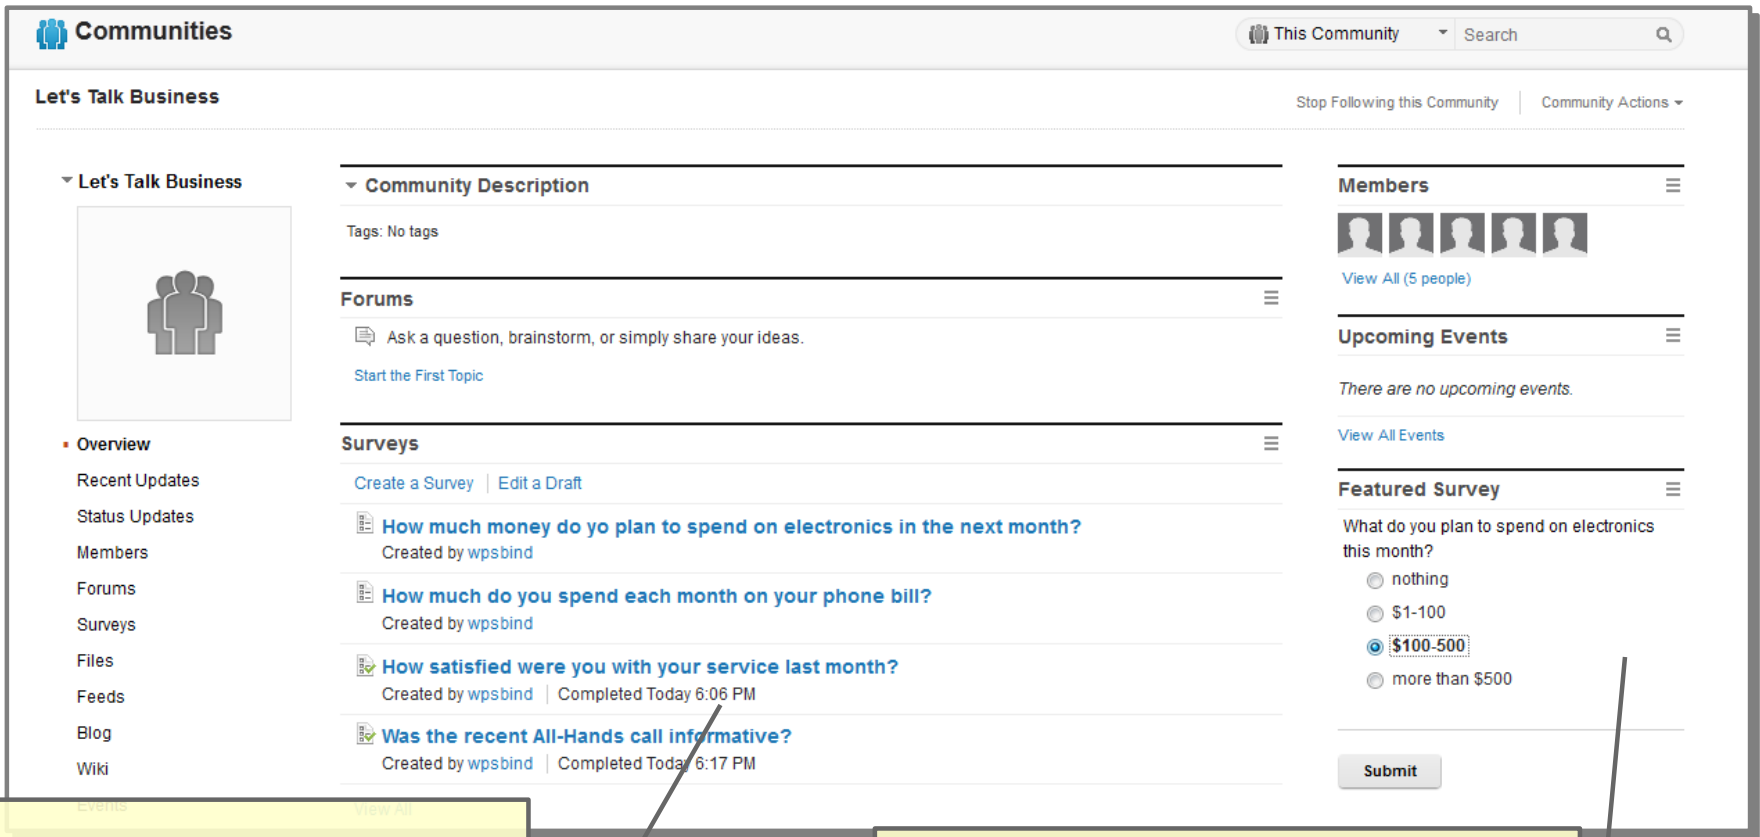 Communities
This Community
Search
Let's Talk Business
Stop Following this Community
Community Actions
Let's Talk Business
Overview
Recent Updates
Status Updates
Members
Forums
Surveys
Files
Feeds
Blog
Wiki
Events
Community Description
Tags: No tags
Forums
Ask a question, brainstorm, or simply share your ideas.
Start the First Topic
Surveys
Create a Survey | Edit a Draft
How much money do yo plan to spend on electronics in the next month?
Created by wpsbind
How much do you spend each month on your phone bill?
Created by wpsbind
How satisfied were you with your service last month?
Created by wpsbind | Completed Today 6:06 PM
Was the recent All-Hands call informative?
Created by wpsbind | Completed Today 6:17 PM
View All
Members
View All (5 people)
Upcoming Events
There are no upcoming events.
View All Events
Featured Survey
What do you plan to spend on electronics
this month?
nothing
$1-100
$100-500
more than $500
Submit